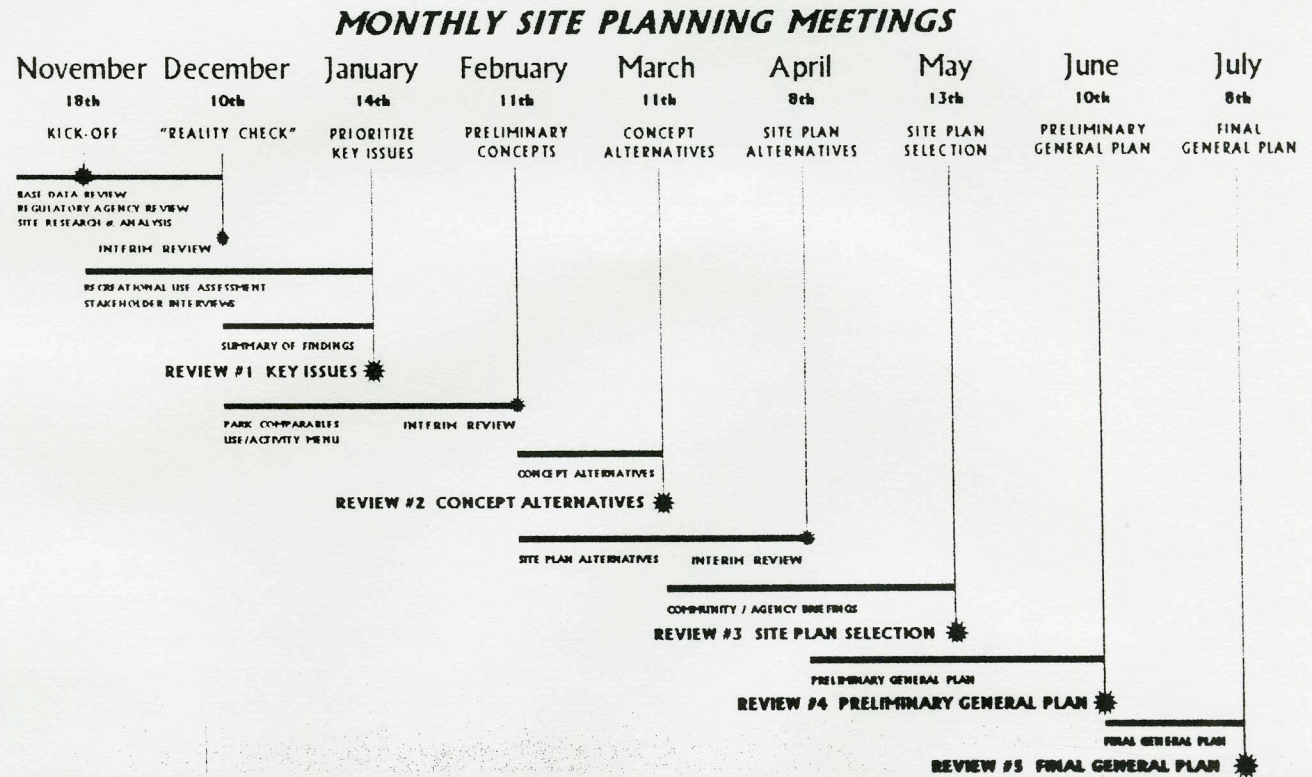 MONTHLY SITE PLANNING MEETINGS
November December January February March April May June July
18th 10th 14th 11th 11th 8th 13th 10th 8th
KICK-OFF "REALITY CHECK" PRIORITIZE PRELIMINARY CONCEPT SITE PLAN SITE PLAN PRELIMINARY FINAL
KEY ISSUES CONCEPTS ALTERNATIVES ALTERNATIVES SELECTION GENERAL PLAN GENERAL PLAN
BASE DATA REVIEW
REGULATORY AGENCY REVIEW
SITE RESEARCH & ANALYSIS
INTERIM REVIEW
RECREATIONAL USE ASSESSMENT
STAKEHOLDER INTERVIEWS
SUMMARY OF FINDINGS
REVIEW #1 KEY ISSUES
PARK COMPARABLES INTERIM REVIEW
USE/ACTIVITY MENU
CONCEPT ALTERNATIVES
REVIEW #2 CONCEPT ALTERNATIVES
SITE PLAN ALTERNATIVES INTERIM REVIEW
COMMUNITY / AGENCY BRIEFINGS
REVIEW #3 SITE PLAN SELECTION
PRELIMINARY GENERAL PLAN
REVIEW #4 PRELIMINARY GENERAL PLAN
FINAL GENERAL PLAN
REVIEW #5 FINAL GENERAL PLAN